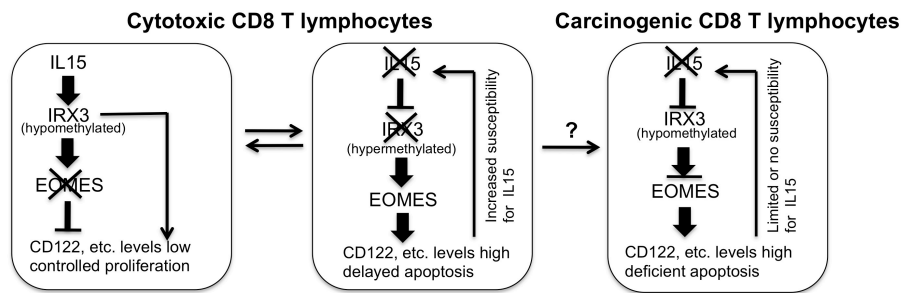 Cytotoxic CD8 T lymphocytes
IL15
IRX3
(hypomethylated)
EOMES
CD122, etc. levels low
controlled proliferation
IL15
IRX3
(hypermethylated)
EOMES
CD122, etc. levels high
delayed apoptosis
Increased susceptibility
for IL15
?
Carcinogenic CD8 T lymphocytes
IL15
IRX3
(hypomethylated
EOMES
CD122, etc. levels high
deficient apoptosis
Limited or no susceptibility
for IL15